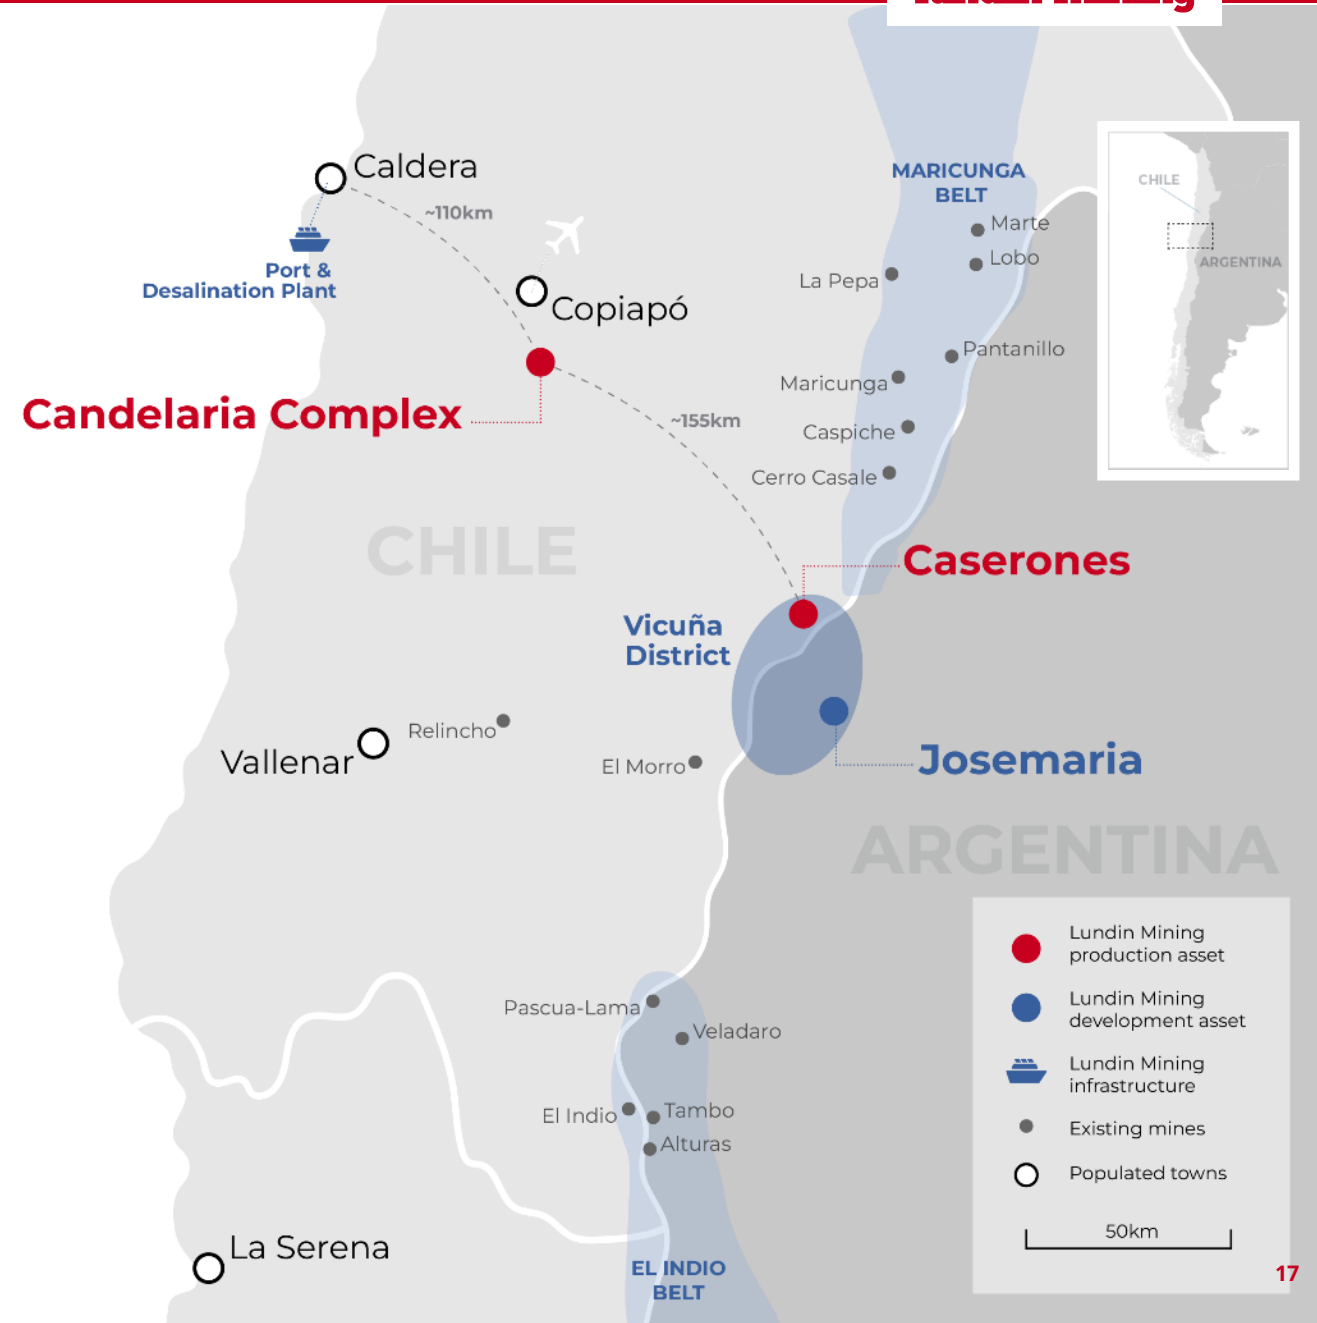 Caldera
~110km
Port &
Desalination Plant
Copiapó
Candelaria Complex
~155km
MARICUNGA
BELT
Marte
Lobo
La Pepa
Pantanillo
Maricunga
Caspiche
Cerro Casale
CHILE
ARGENTINA
CHILE
Caserones
Vicuña
District
Relincho
Vallenar
El Morro
Josemaria
ARGENTINA
Pascua-Lama
Veladaro
El Indio
Tambo
Alturas
La Serena
EL INDIO
BELT
Lundin Mining
production asset
Lundin Mining
development asset
Lundin Mining
infrastructure
Existing mines
Populated towns
50km
17